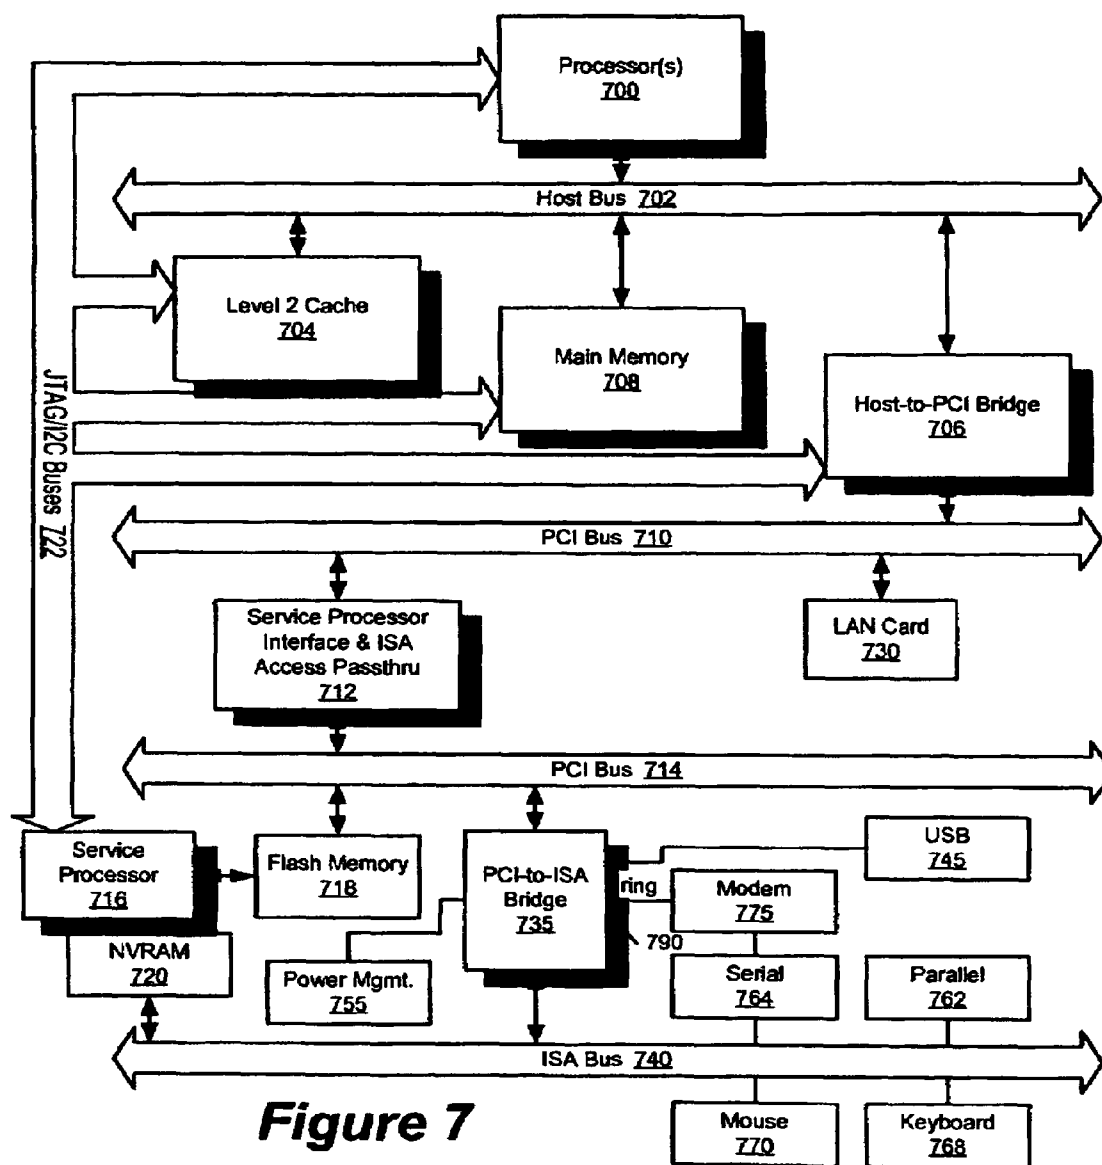 Processor(s)
700
Host Bus 702
Level 2 Cache
704
Main Memory
708
Host-to-PCI Bridge
706
JTAG/I2C Buses 722
PCI Bus 710
Service Processor
Interface & ISA
Access Passthru
712
LAN Card
730
PCI Bus 714
Service
Processor
716
Flash Memory
718
PCI-to-ISA
Bridge
735
USB
745
ring
Modem
775
790
NVRAM
720
Power Mgmt.
755
Serial
764
Parallel
762
ISA Bus 740
Mouse
770
Keyboard
768
Figure 7